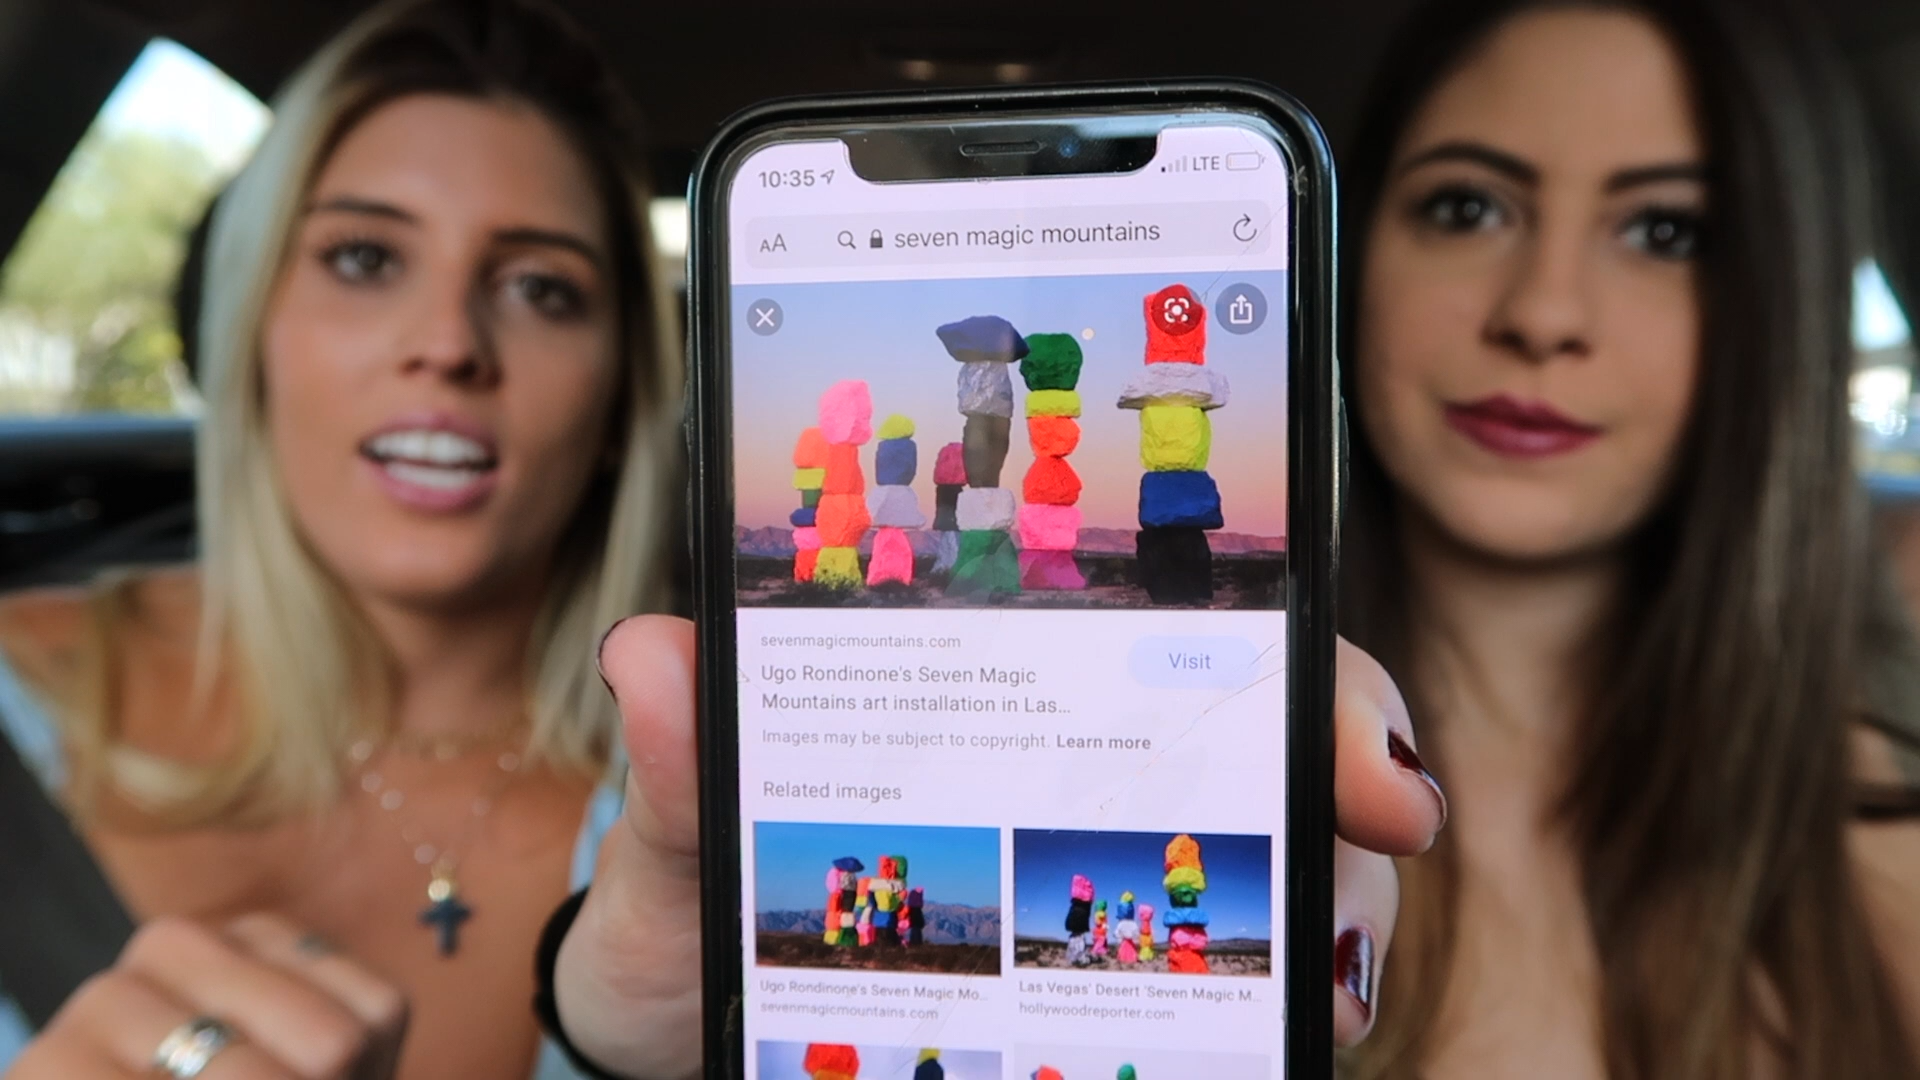 10:35
LTE
AA seven magic mountains
sevenmagicmountains.com
Visit
Ugo Rondinone's Seven Magic
Mountains art installation in Las...
Images may be subject to copyright. Learn more
Related images
Ugo Rondinone's Seven Magic Mo...
sevenmagicmountains.com
Las Vegas' Desert 'Seven Magic M...
hollywoodreporter.com